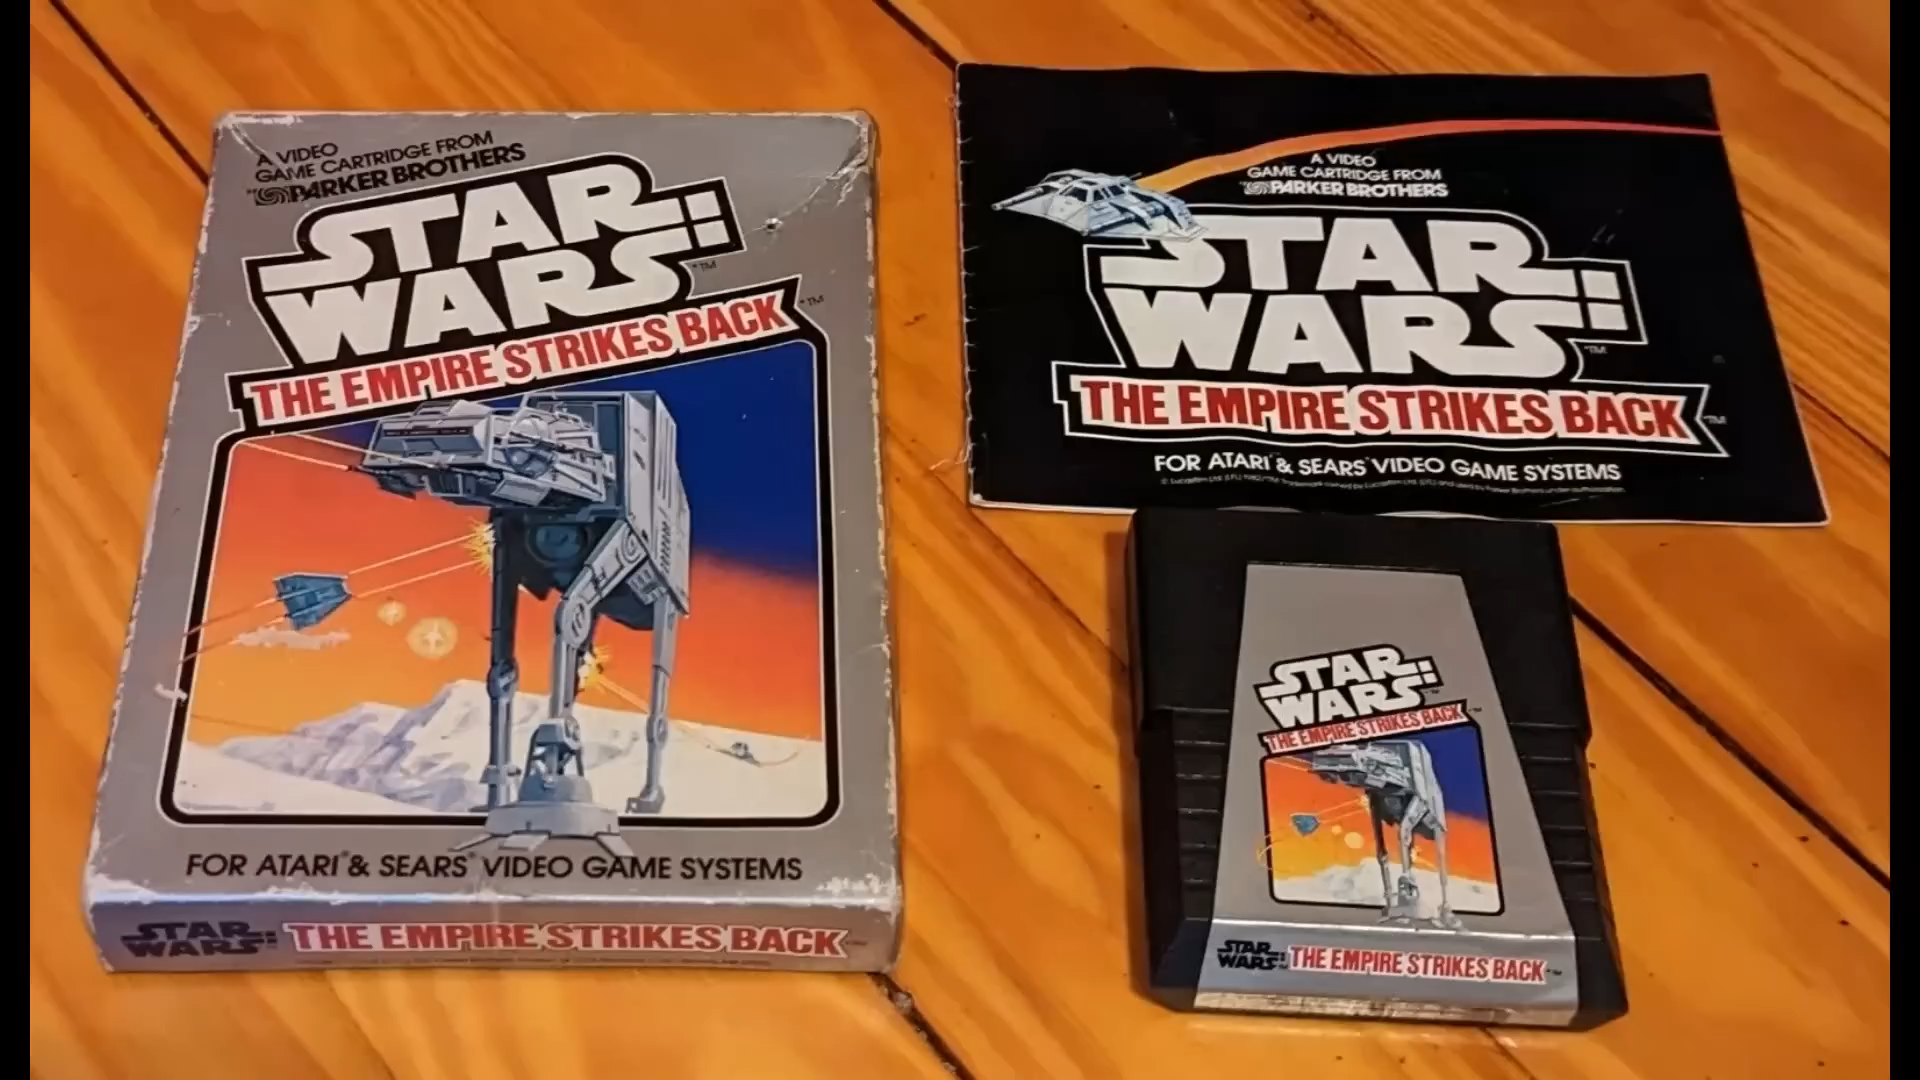 A VIDEO
GAME CARTRIDGE FROM
PARKER BROTHERS
STAR
WARS
THE EMPIRE STRIKES BACK
FOR ATARI & SEARS VIDEO GAME SYSTEMS
STAR
WARS
THE EMPIRE STRIKES BACK
A VIDEO
GAME CARTRIDGE FROM
PARKER BROTHERS
STAR
WARS
TM
THE EMPIRE STRIKES BACK
TM
FOR ATARI & SEARS VIDEO GAME SYSTEMS
STAR
WARS
THE EMPIRE STRIKES BACK
STAR
WARS
THE EMPIRE STRIKES BACK